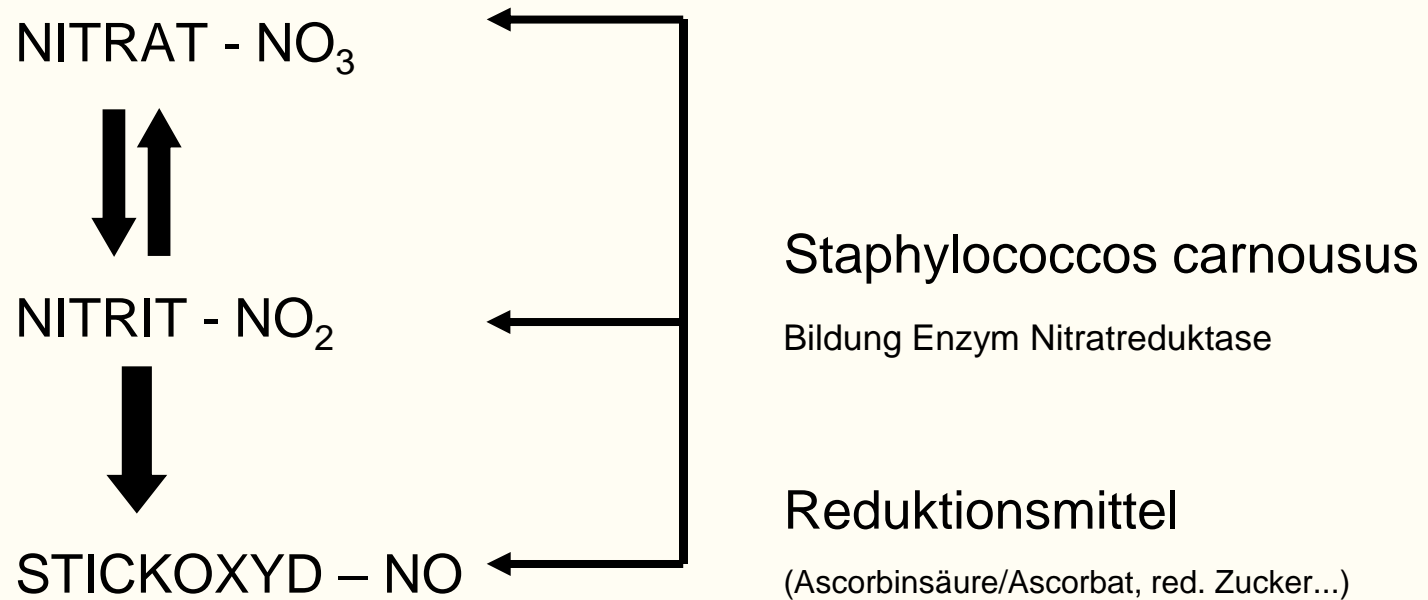 NITRAT - NO₃
NITRIT - NO₂
STICKOXYD – NO
Staphylococcos carnousus
Bildung Enzym Nitratreduktase
Reduktionsmittel
(Ascorbinsäure/Ascorbat, red. Zucker...)